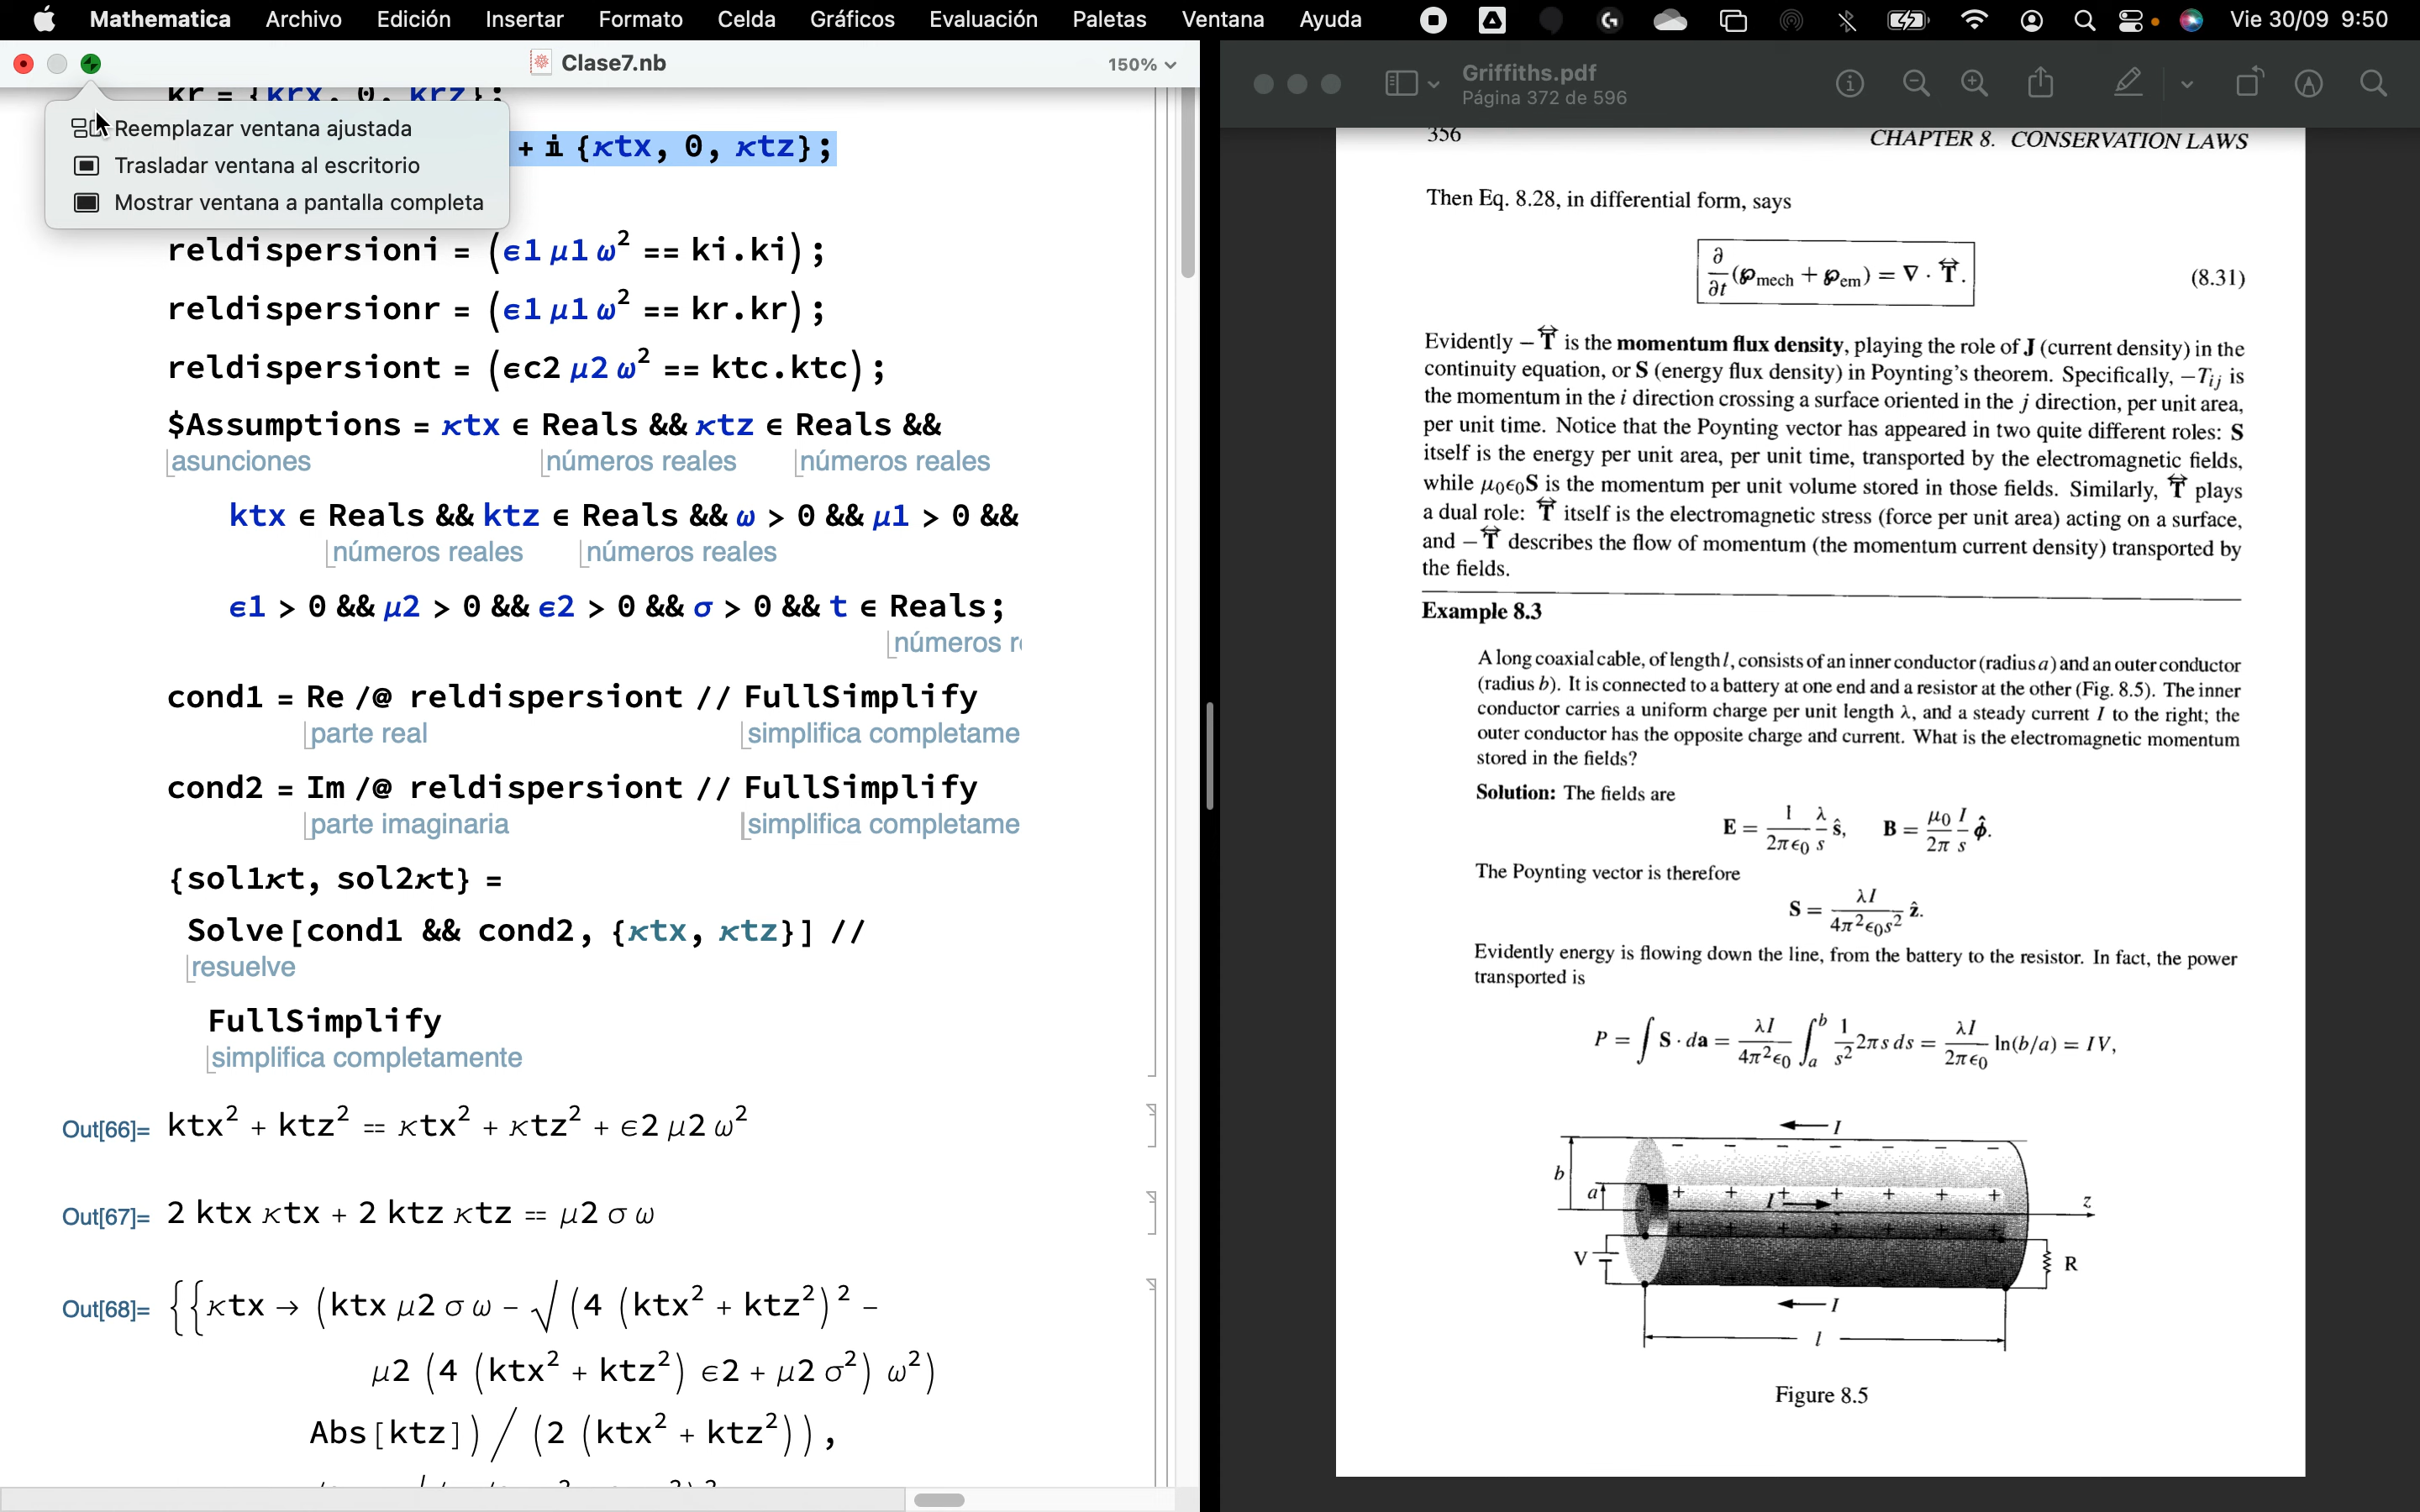 Mathematica Archivo Edición Insertar Formato Celda Gráficos Evaluación Paletas Ventana Ayuda Vie 30/09 9:50
Clase7.nb
150%
kr = {krx, 0, krz};
Reemplazar ventana ajustada
Trasladar ventana al escritorio
Mostrar ventana a pantalla completa
+ ⅈ {κtx, 0, κtz};
reldispersioni = (ϵ1 μ1 ω² == ki.ki);
reldispersionr = (ϵ1 μ1 ω² == kr.kr);
reldispersiont = (ϵc2 μ2 ω² == ktc.ktc);
$Assumptions = κtx ∈ Reals && κtz ∈ Reals &&
asunciones números reales números reales
ktx ∈ Reals && ktz ∈ Reals && ω > 0 && μ1 > 0 &&
números reales números reales
ϵ1 > 0 && μ2 > 0 && ϵ2 > 0 && σ > 0 && t ∈ Reals;
números r
cond1 = Re /@ reldispersiont // FullSimplify
parte real simplifica completame
cond2 = Im /@ reldispersiont // FullSimplify
parte imaginaria simplifica completame
{sol1κt, sol2κt} =
Solve[cond1 && cond2, {κtx, κtz}] //
resuelve
FullSimplify
simplifica completamente
Out[66]= ktx² + ktz² == κtx² + κtz² + ϵ2 μ2 ω²
Out[67]= 2 ktx κtx + 2 ktz κtz == μ2 σ ω
Out[68]= {{κtx → (ktx μ2 σ ω - √(4 (ktx² + ktz²)² -
μ2 (4 (ktx² + ktz²) ϵ2 + μ2 σ²) ω²)
Abs[ktz]) / (2 (ktx² + ktz²)),
Griffiths.pdf
Página 372 de 596
356 CHAPTER 8. CONSERVATION LAWS
Then Eq. 8.28, in differential form, says
∂/∂t (℘mech + ℘em) = ∇ · T⃡. (8.31)
Evidently −T⃡ is the momentum flux density, playing the role of J (current density) in the
continuity equation, or S (energy flux density) in Poynting's theorem. Specifically, −Tij is
the momentum in the i direction crossing a surface oriented in the j direction, per unit area,
per unit time. Notice that the Poynting vector has appeared in two quite different roles: S
itself is the energy per unit area, per unit time, transported by the electromagnetic fields,
while μ0ϵ0S is the momentum per unit volume stored in those fields. Similarly, T⃡ plays
a dual role: T⃡ itself is the electromagnetic stress (force per unit area) acting on a surface,
and −T⃡ describes the flow of momentum (the momentum current density) transported by
the fields.
Example 8.3
A long coaxial cable, of length l, consists of an inner conductor (radius a) and an outer conductor
(radius b). It is connected to a battery at one end and a resistor at the other (Fig. 8.5). The inner
conductor carries a uniform charge per unit length λ, and a steady current I to the right; the
outer conductor has the opposite charge and current. What is the electromagnetic momentum
stored in the fields?
Solution: The fields are
E = 1/(2πϵ0) λ/s ŝ, B = μ0/(2π) I/s φ̂.
The Poynting vector is therefore
S = λI/(4π²ϵ0s²) ẑ.
Evidently energy is flowing down the line, from the battery to the resistor. In fact, the power
transported is
P = ∫ S · da = λI/(4π²ϵ0) ∫ₐᵇ 1/s² 2πs ds = λI/(2πϵ0) ln(b/a) = IV,
I
b
a
I
z
V
R
I
l
Figure 8.5